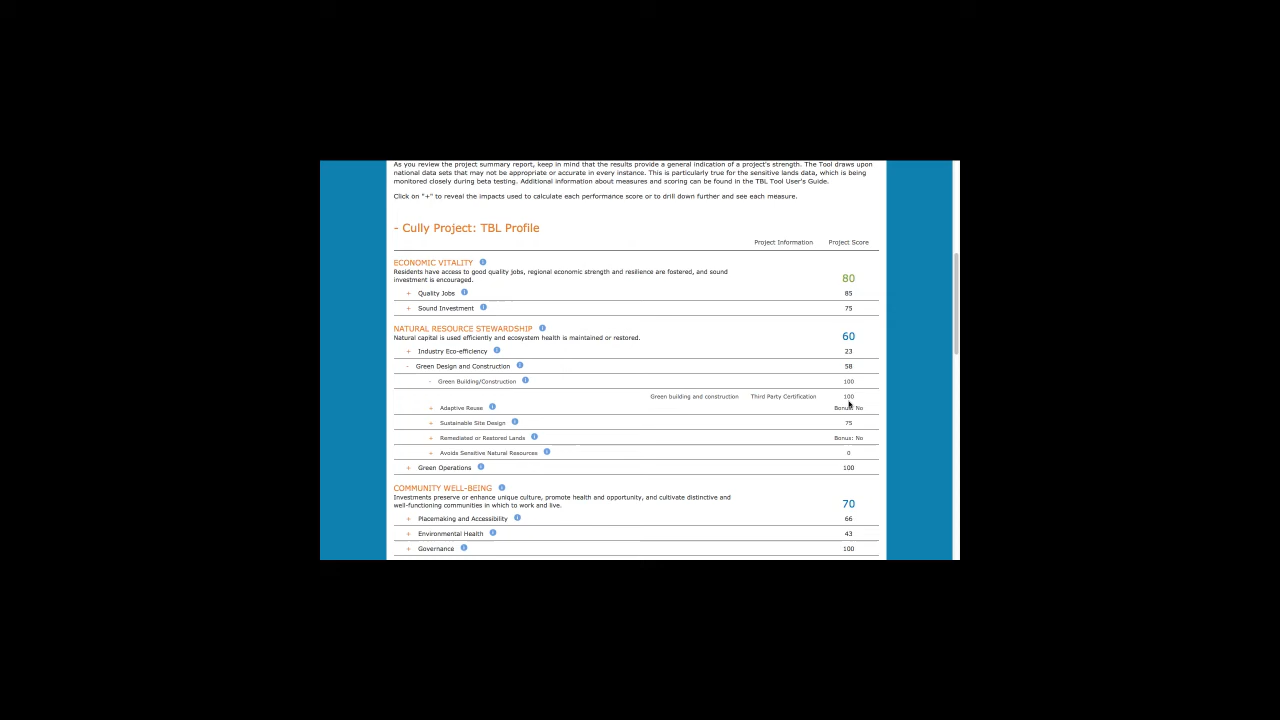 As you review the project summary report, keep in mind that the results provide a general indication of a project's strength. The Tool draws upon
national data sets that may not be appropriate or accurate in every instance. This is particularly true for the sensitive lands data, which is being
monitored closely during beta testing. Additional information about measures and scoring can be found in the TBL Tool User's Guide.
Click on "+" to reveal the impacts used to calculate each performance score or to drill down further and see each measure.
- Cully Project: TBL Profile
Project Information Project Score
ECONOMIC VITALITY i
Residents have access to good quality jobs, regional economic strength and resilience are fostered, and sound
investment is encouraged. 80
+ Quality Jobs i 85
+ Sound Investment i 75
NATURAL RESOURCE STEWARDSHIP i
Natural capital is used efficiently and ecosystem health is maintained or restored. 60
+ Industry Eco-efficiency i 23
- Green Design and Construction i 58
- Green Building/Construction i 100
Green building and construction Third Party Certification 100
+ Adaptive Reuse i Bonus: No
+ Sustainable Site Design i 75
+ Remediated or Restored Lands i Bonus: No
+ Avoids Sensitive Natural Resources i 0
+ Green Operations i 100
COMMUNITY WELL-BEING i
Investments preserve or enhance unique culture, promote health and opportunity, and cultivate distinctive and
well-functioning communities in which to work and live. 70
+ Placemaking and Accessibility i 66
+ Environmental Health i 43
+ Governance i 100